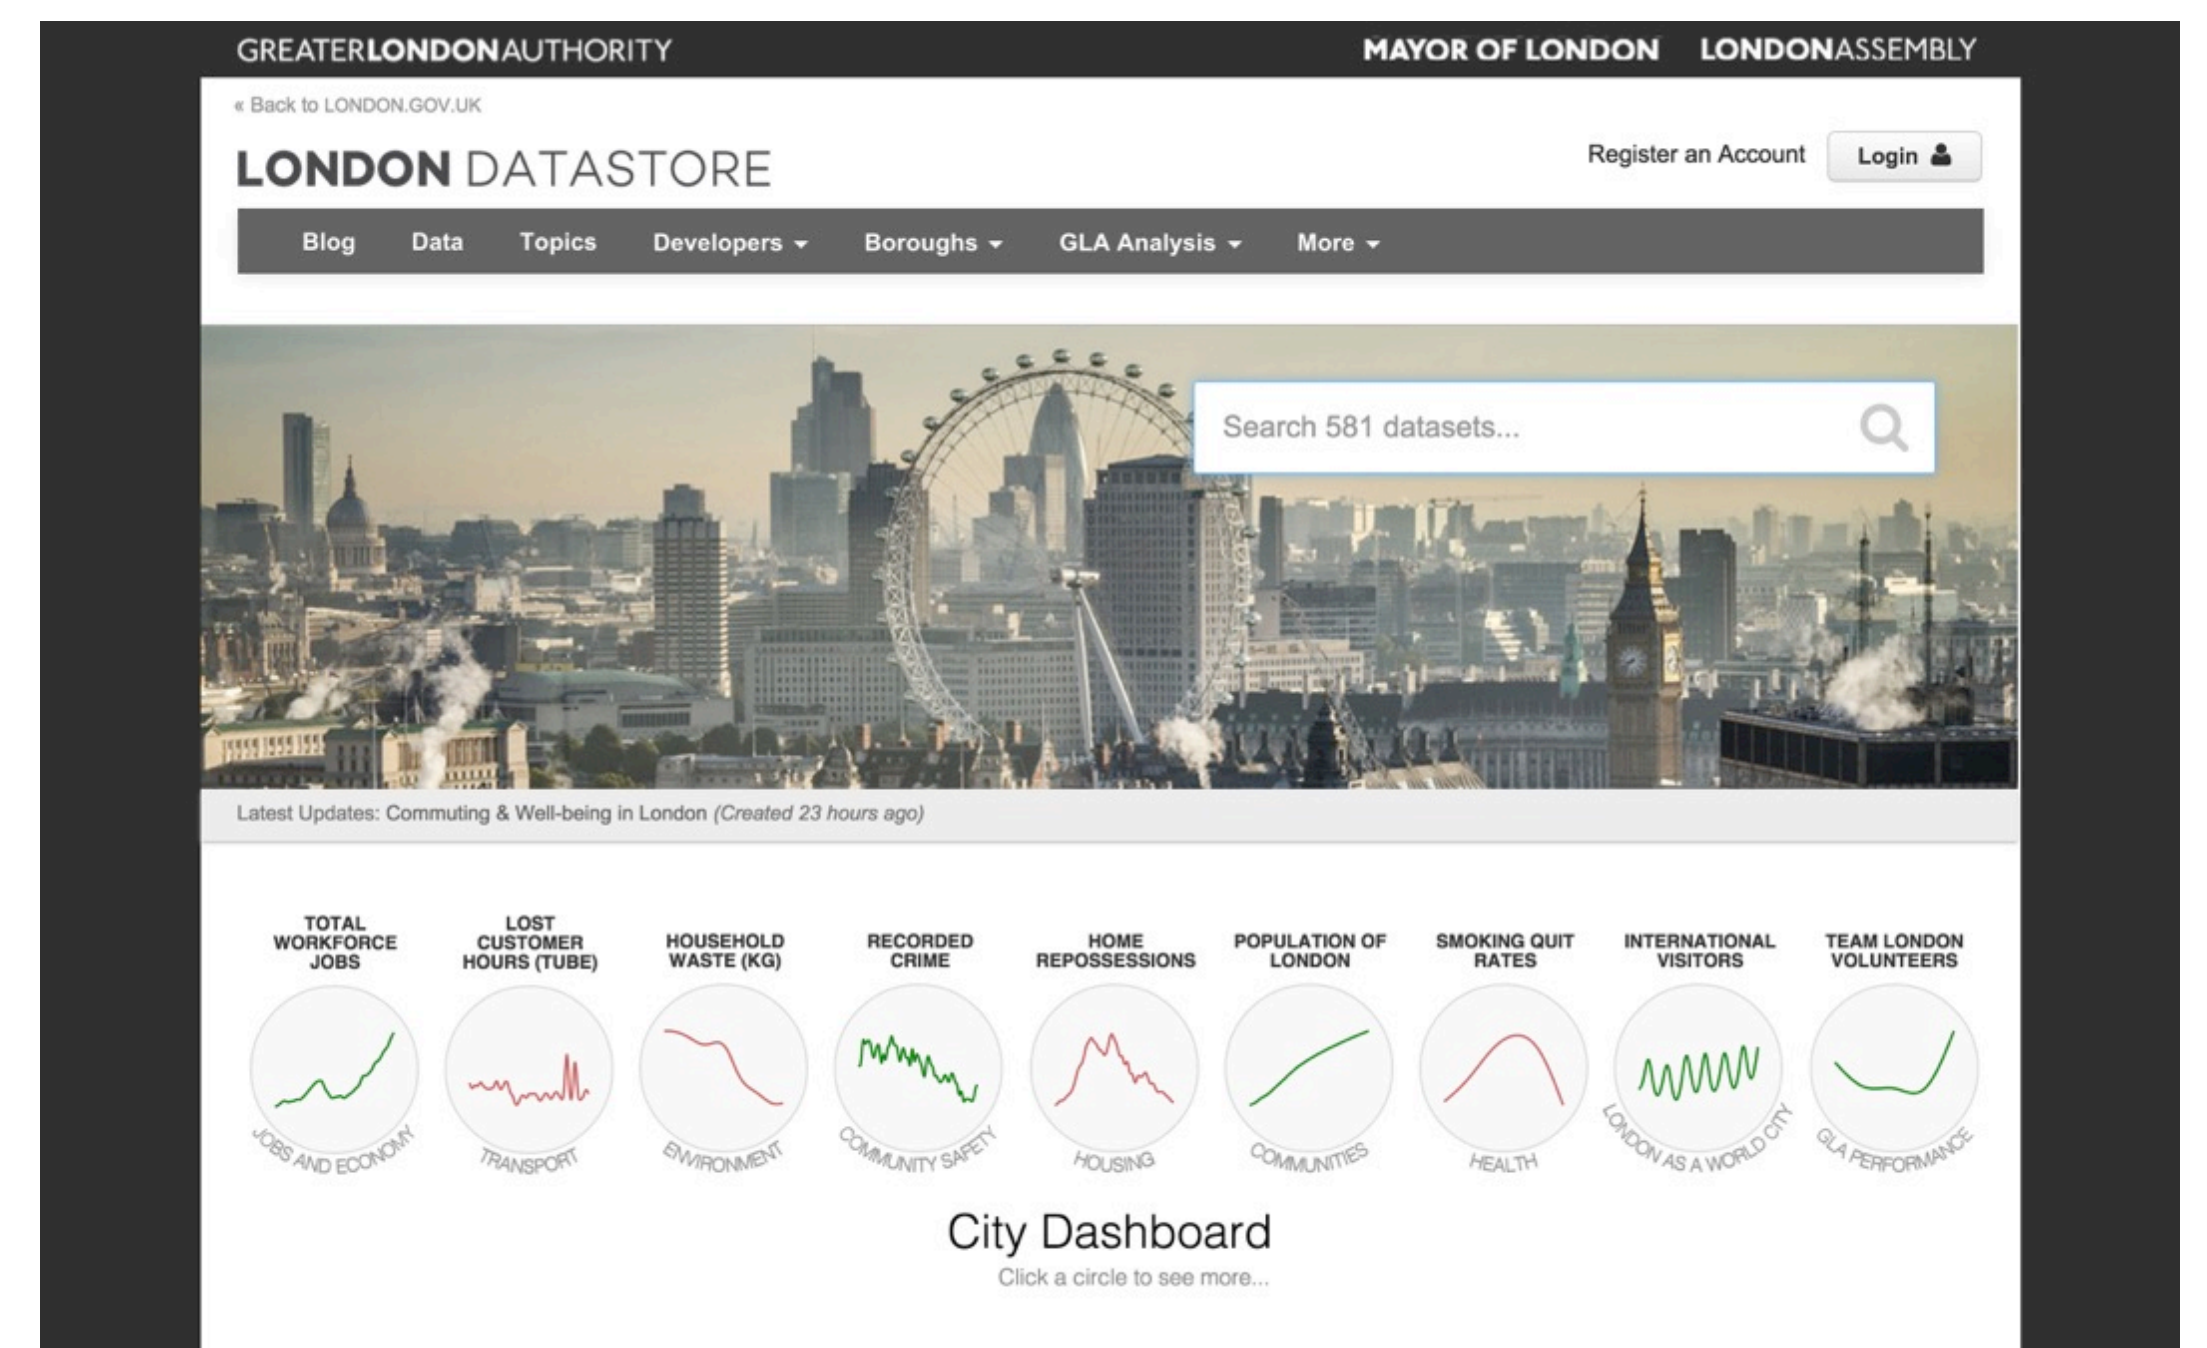 GREATERLONDONAUTHORITY
MAYOR OF LONDON LONDONASSEMBLY
« Back to LONDON.GOV.UK
LONDON DATASTORE
Register an Account Login
Blog Data Topics Developers Boroughs GLA Analysis More
Search 581 datasets...
Latest Updates: Commuting & Well-being in London (Created 23 hours ago)
TOTAL
WORKFORCE
JOBS
JOBS AND ECONOMY
LOST
CUSTOMER
HOURS (TUBE)
TRANSPORT
HOUSEHOLD
WASTE (KG)
ENVIRONMENT
RECORDED
CRIME
COMMUNITY SAFETY
HOME
REPOSSESSIONS
HOUSING
POPULATION OF
LONDON
COMMUNITIES
SMOKING QUIT
RATES
HEALTH
INTERNATIONAL
VISITORS
LONDON AS A WORLD CITY
TEAM LONDON
VOLUNTEERS
GLA PERFORMANCE
City Dashboard
Click a circle to see more...